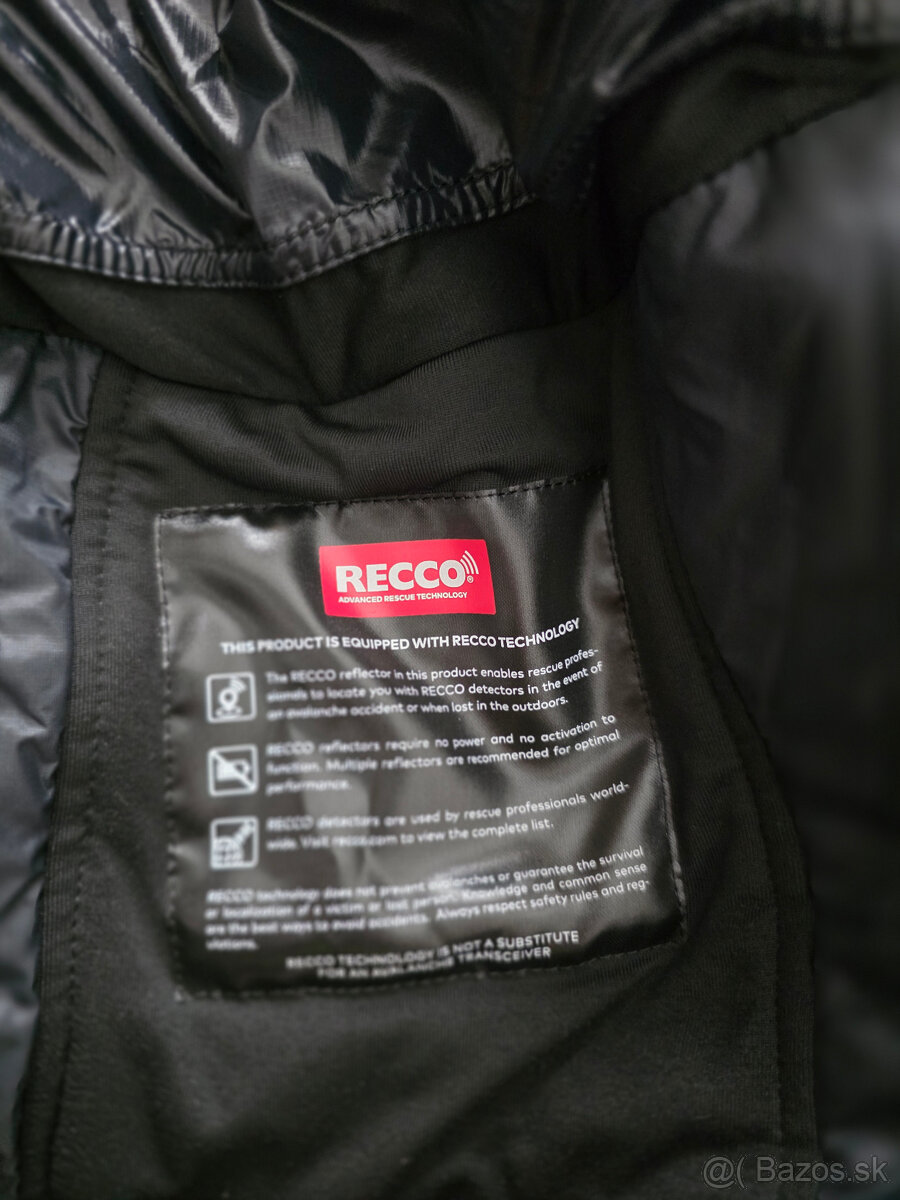 RECCO®
ADVANCED RESCUE TECHNOLOGY
THIS PRODUCT IS EQUIPPED WITH RECCO TECHNOLOGY
The RECCO reflector in this product enables rescue profes-
sionals to locate you with RECCO detectors in the event of
an avalanche accident or when lost in the outdoors.
RECCO reflectors require no power and no activation to
function. Multiple reflectors are recommended for optimal
performance.
RECCO detectors are used by rescue professionals world-
wide. Visit recco.com to view the complete list.
RECCO technology does not prevent avalanches or guarantee the survival
or localization of a victim or lost person. Knowledge and common sense
are the best ways to avoid accidents. Always respect safety rules and reg-
ulations.
RECCO TECHNOLOGY IS NOT A SUBSTITUTE
FOR AN AVALANCHE TRANSCEIVER
@( Bazos.sk